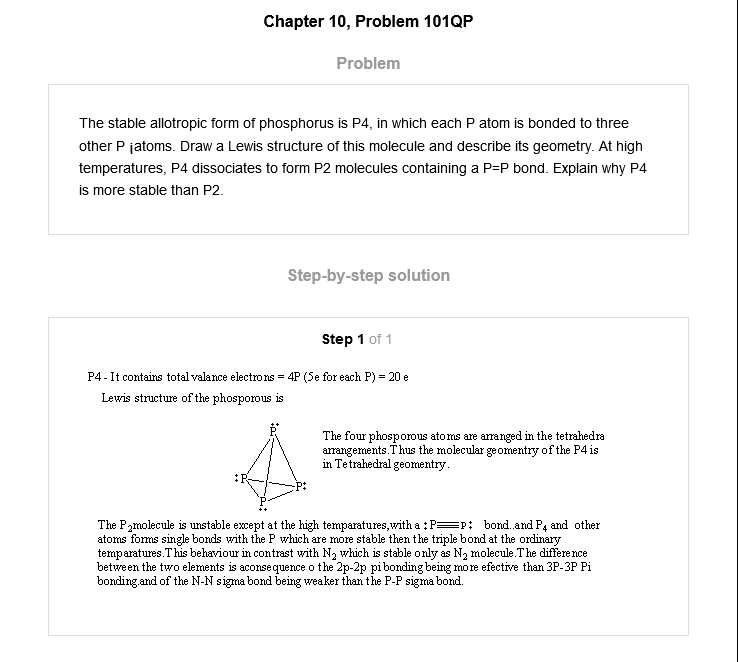 Chapter 10, Problem 101QP
Problem
The stable allotropic form of phosphorus is P4, in which each P atom is bonded to three
other P ¡atoms. Draw a Lewis structure of this molecule and describe its geometry. At high
temperatures, P4 dissociates to form P2 molecules containing a P=P bond. Explain why P4
is more stable than P2.
Step-by-step solution
Step 1 of 1
P4 - It contains total valance electrons = 4P (5e for each P) = 20 e
Lewis structure of the phosporous is
P
:P
P:
P
The four phosporous atoms are arranged in the tetrahedra
arrangements.Thus the molecular geomentry of the P4 is
in Tetrahedral geomentry.
The P₂molecule is unstable except at the high temparatures,with a :P≡P: bond..and P₄ and other
atoms forms single bonds with the P which are more stable then the triple bond at the ordinary
temparatures.This behaviour in contrast with N₂ which is stable only as N₂ molecule.The difference
between the two elements is aconsequence o the 2p-2p pi bonding being more efective than 3P-3P Pi
bonding.and of the N-N sigma bond being weaker than the P-P sigma bond.